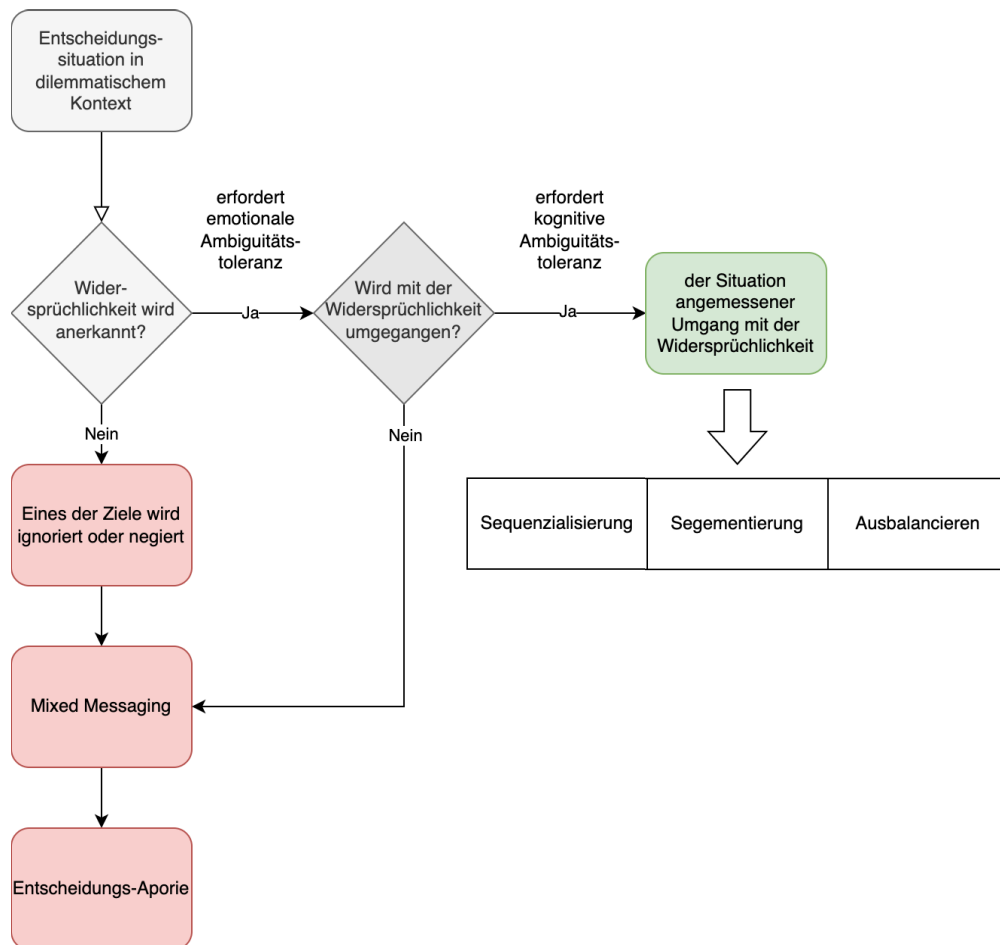 Entscheidungs-
situation in
dilemmatischem
Kontext
erfordert
emotionale
Ambiguitäts-
toleranz
erfordert
kognitive
Ambiguitäts-
toleranz
Wider-
sprüchlichkeit wird
anerkannt?
Ja
Wird mit der
Widersprüchlichkeit
umgegangen?
Ja
der Situation
angemessener
Umgang mit der
Widersprüchlichkeit
Nein
Nein
Eines der Ziele wird
ignoriert oder negiert
Sequenzialisierung
Segementierung
Ausbalancieren
Mixed Messaging
Entscheidungs-Aporie